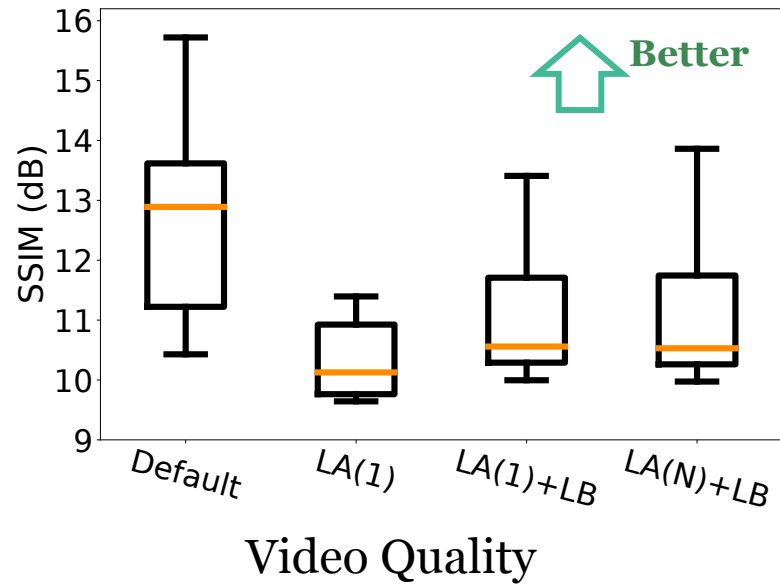 16
15
14
13
12
11
10
9
SSIM (dB)
Better
Default
LA(1)
LA(1)+LB
LA(N)+LB
Video Quality